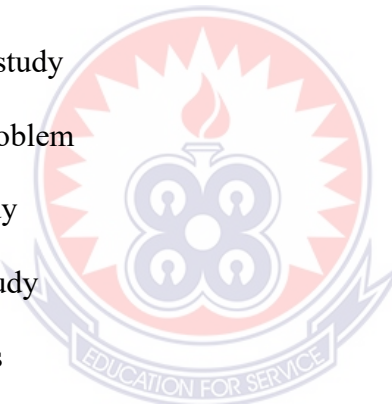 study
oblem
y
udy
s
EDUCATION FOR SERVICE